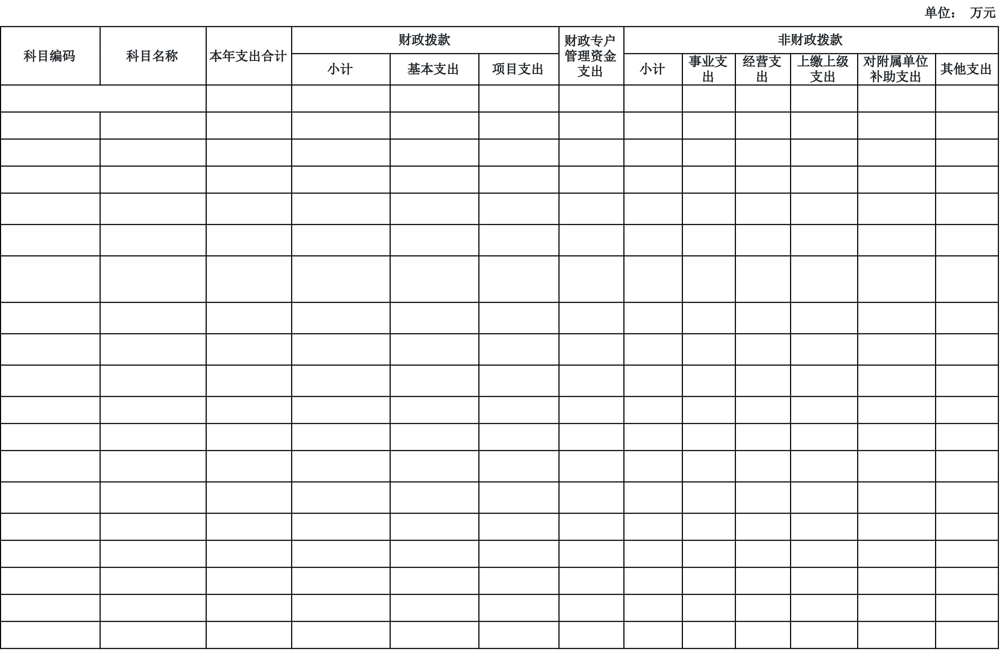 单位： 万元
科目编码
科目名称
本年支出合计
财政拨款
财政专户
管理资金
支出
非财政拨款
小计
基本支出
项目支出
小计
事业支
出
经营支
出
上缴上级
支出
对附属单位
补助支出
其他支出